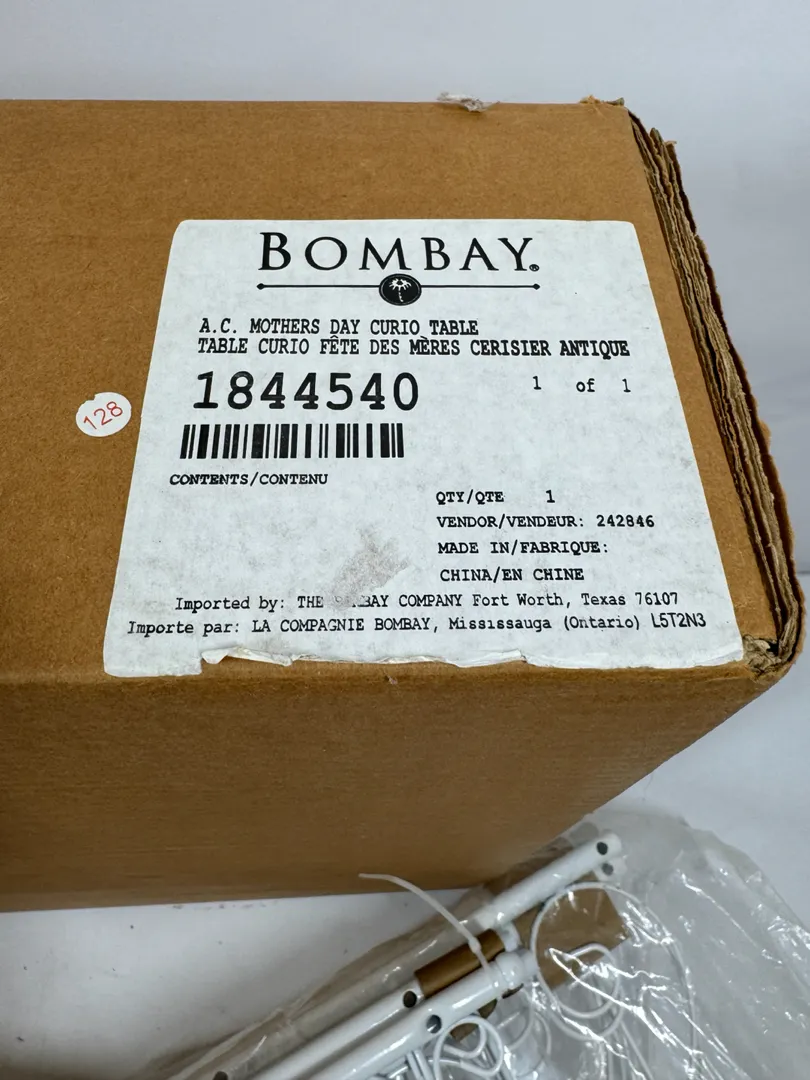 BOMBAY®
A.C. MOTHERS DAY CURIO TABLE
TABLE CURIO FÊTE DES MÈRES CERISIER ANTIQUE
1844540
1 of 1
128
CONTENTS/CONTENU
QTY/QTE 1
VENDOR/VENDEUR: 242846
MADE IN/FABRIQUE:
CHINA/EN CHINE
Imported by: THE BAY COMPANY Fort Worth, Texas 76107
Importe par: LA COMPAGNIE BOMBAY, Mississauga (Ontario) L5T2N3